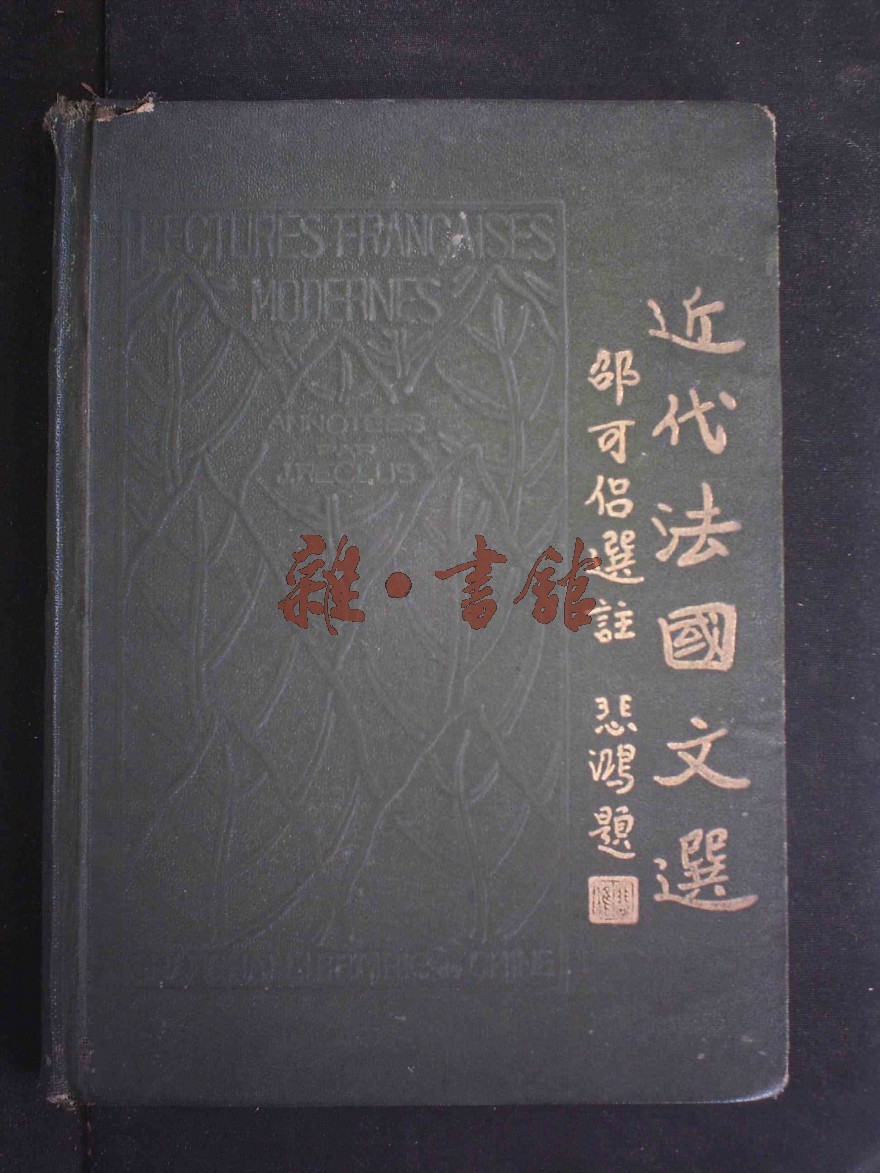 LECTURES FRANÇAISES
MODERNES
ANNOTÉES
PAR
J. RECLUS
近代法國文選
邵可侶選註 悲鴻題
雜·書館